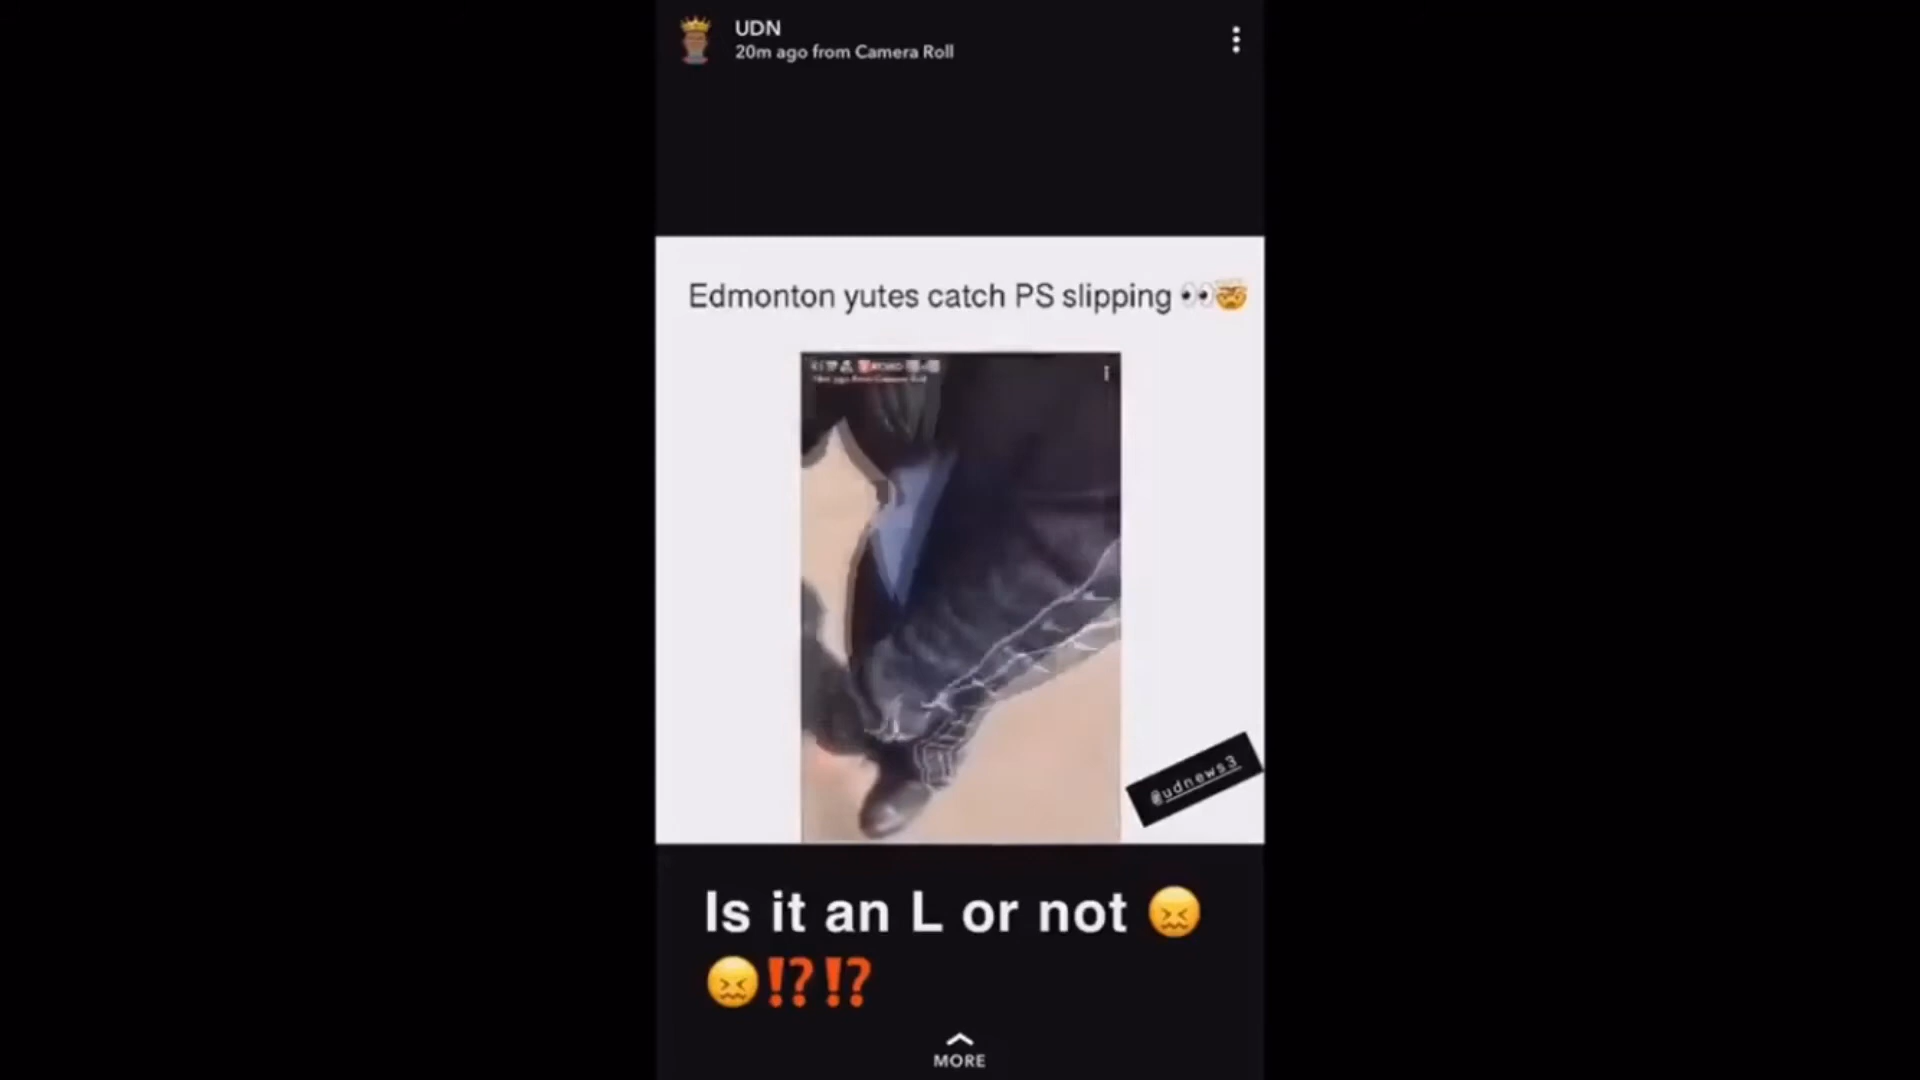 UDN
20m ago from Camera Roll
Edmonton yutes catch PS slipping 👀🤯
@udnews3
Is it an L or not 😖
😖⁉️⁉️
MORE